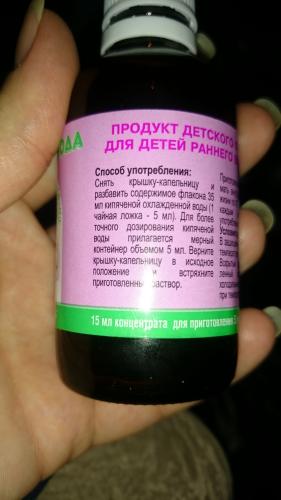 ОДА
ПРОДУКТ ДЕТСКОГО
ДЛЯ ДЕТЕЙ РАННЕГО
Способ употребления:
Снять крышку-капельницу и
разбавить содержимое флакона 35
мл кипяченой охлажденной воды (1
чайная ложка - 5 мл). Для более
точного дозирования кипяченой
воды прилагается мерный
контейнер объемом 5 мл. Верните
крышку-капельницу в исходное
положение и встряхните
приготовленный раствор.
15 мл концентрата для приготовления